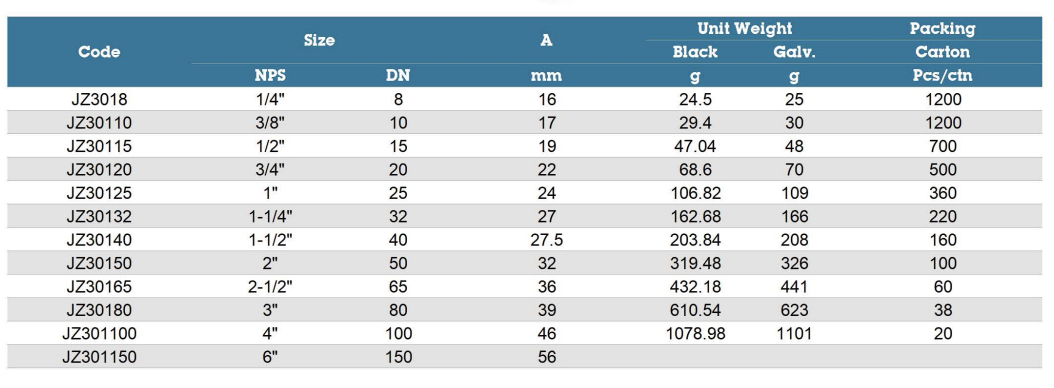 Code Size A Unit Weight Packing
Black Galv. Carton
NPS DN mm g g Pcs/ctn
JZ3018 1/4" 8 16 24.5 25 1200
JZ30110 3/8" 10 17 29.4 30 1200
JZ30115 1/2" 15 19 47.04 48 700
JZ30120 3/4" 20 22 68.6 70 500
JZ30125 1" 25 24 106.82 109 360
JZ30132 1-1/4" 32 27 162.68 166 220
JZ30140 1-1/2" 40 27.5 203.84 208 160
JZ30150 2" 50 32 319.48 326 100
JZ30165 2-1/2" 65 36 432.18 441 60
JZ30180 3" 80 39 610.54 623 38
JZ301100 4" 100 46 1078.98 1101 20
JZ301150 6" 150 56